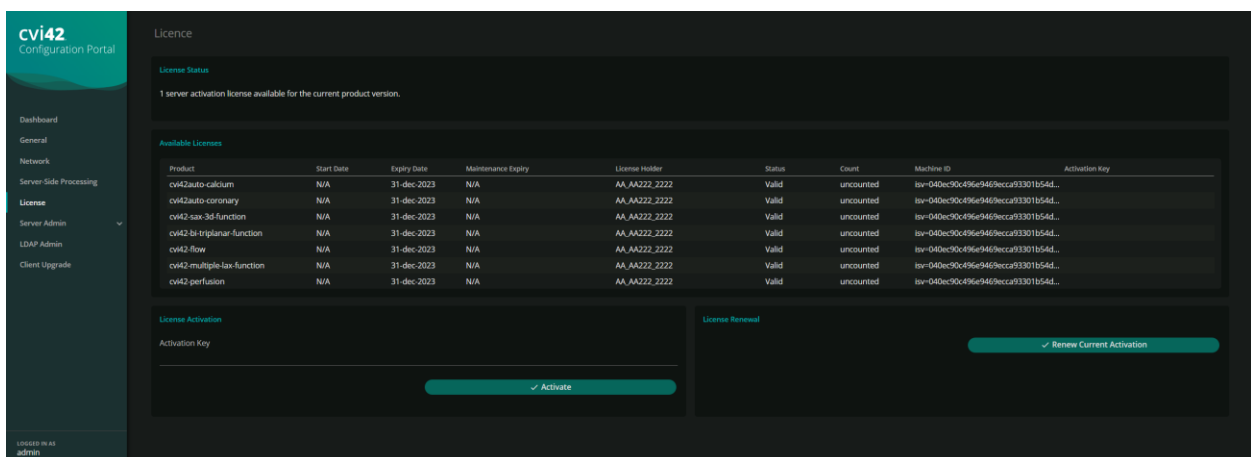 cvi42
Configuration Portal
Dashboard
General
Network
Server-Side Processing
License
Server Admin
LDAP Admin
Client Upgrade
LOGGED IN AS
admin
Licence
License Status
1 server activation license available for the current product version.
Available Licenses
Product Start Date Expiry Date Maintenance Expiry License Holder Status Count Machine ID Activation Key
cvi42auto-calcium N/A 31-dec-2023 N/A AA_AA222_2222 Valid uncounted isv=040ec90c496e9469ecca93301b54d...
cvi42auto-coronary N/A 31-dec-2023 N/A AA_AA222_2222 Valid uncounted isv=040ec90c496e9469ecca93301b54d...
cvi42-sax-3d-function N/A 31-dec-2023 N/A AA_AA222_2222 Valid uncounted isv=040ec90c496e9469ecca93301b54d...
cvi42-bi-triplanar-function N/A 31-dec-2023 N/A AA_AA222_2222 Valid uncounted isv=040ec90c496e9469ecca93301b54d...
cvi42-flow N/A 31-dec-2023 N/A AA_AA222_2222 Valid uncounted isv=040ec90c496e9469ecca93301b54d...
cvi42-multiple-lax-function N/A 31-dec-2023 N/A AA_AA222_2222 Valid uncounted isv=040ec90c496e9469ecca93301b54d...
cvi42-perfusion N/A 31-dec-2023 N/A AA_AA222_2222 Valid uncounted isv=040ec90c496e9469ecca93301b54d...
License Activation
Activation Key
✓ Activate
License Renewal
✓ Renew Current Activation